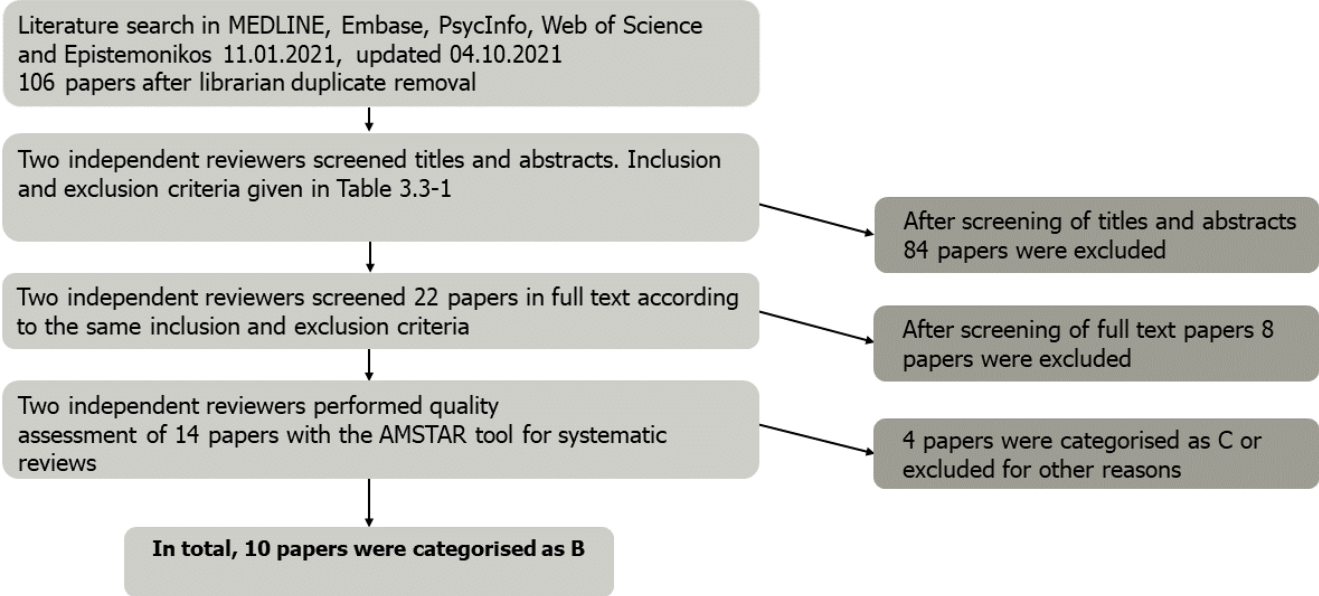 Literature search in MEDLINE, Embase, PsycInfo, Web of Science
and Epistemonikos 11.01.2021, updated 04.10.2021
106 papers after librarian duplicate removal
Two independent reviewers screened titles and abstracts. Inclusion
and exclusion criteria given in Table 3.3-1
After screening of titles and abstracts
84 papers were excluded
Two independent reviewers screened 22 papers in full text according
to the same inclusion and exclusion criteria
After screening of full text papers 8
papers were excluded
Two independent reviewers performed quality
assessment of 14 papers with the AMSTAR tool for systematic
reviews
4 papers were categorised as C or
excluded for other reasons
In total, 10 papers were categorised as B